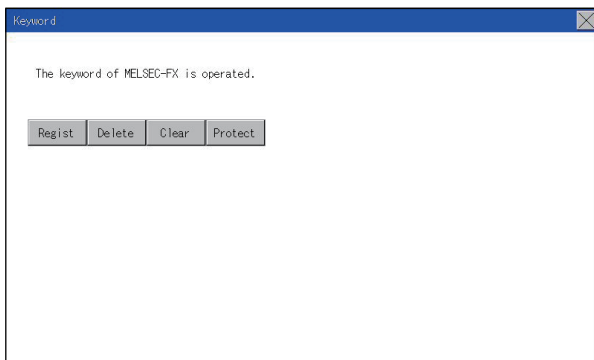 Keyword
The keyword of MELSEC-FX is operated.
Regist Delete Clear Protect